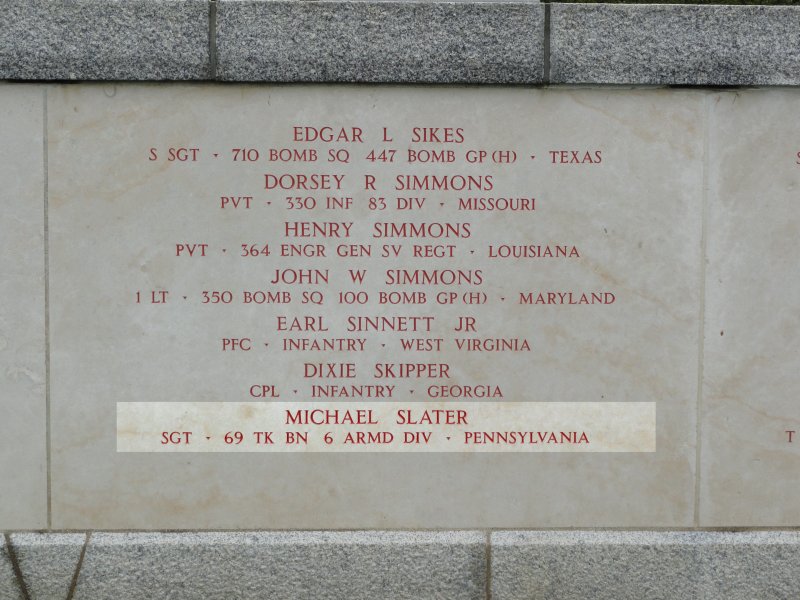 EDGAR L SIKES
S SGT · 710 BOMB SQ 447 BOMB GP (H) · TEXAS
DORSEY R SIMMONS
PVT · 330 INF 83 DIV · MISSOURI
HENRY SIMMONS
PVT · 364 ENGR GEN SV REGT · LOUISIANA
JOHN W SIMMONS
1 LT · 350 BOMB SQ 100 BOMB GP (H) · MARYLAND
EARL SINNETT JR
PFC · INFANTRY · WEST VIRGINIA
DIXIE SKIPPER
CPL · INFANTRY · GEORGIA
MICHAEL SLATER
SGT · 69 TK BN 6 ARMD DIV · PENNSYLVANIA